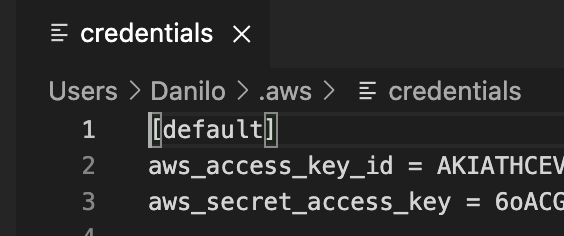 credentials
Users > Danilo > .aws > credentials
1 [default]
2 aws_access_key_id = AKIATHCEV
3 aws_secret_access_key = 6oACG
4